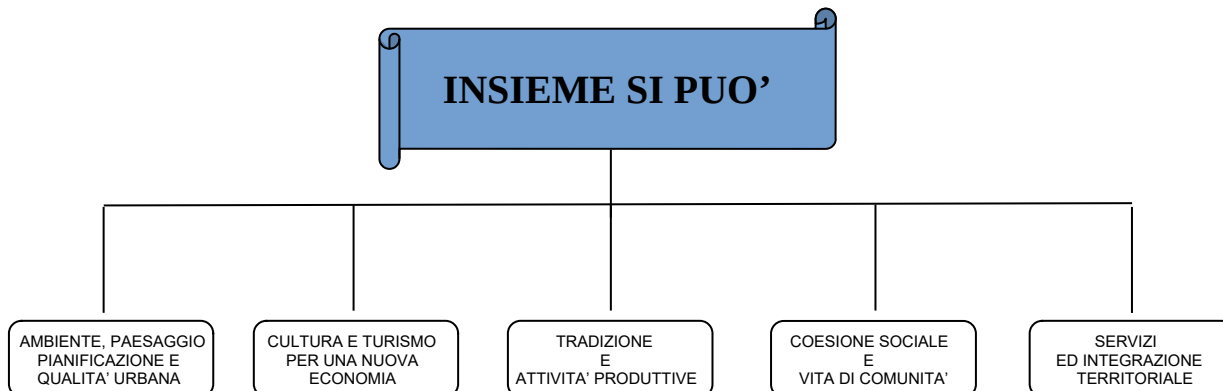 INSIEME SI PUO’
AMBIENTE, PAESAGGIO
PIANIFICAZIONE E
QUALITA’ URBANA
CULTURA E TURISMO
PER UNA NUOVA
ECONOMIA
TRADIZIONE
E
ATTIVITA’ PRODUTTIVE
COESIONE SOCIALE
E
VITA DI COMUNITA’
SERVIZI
ED INTEGRAZIONE
TERRITORIALE